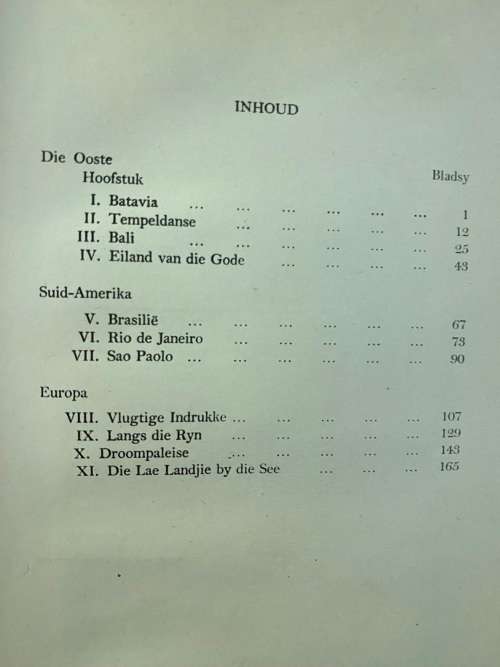 INHOUD
Die Ooste
Hoofstuk Bladsy
I. Batavia ... ... ... ... ... ... 1
II. Tempeldanse ... ... ... ... ... 12
III. Bali ... ... ... ... ... ... 25
IV. Eiland van die Gode ... ... ... ... 43
Suid-Amerika
V. Brasilië ... ... ... ... ... ... 67
VI. Rio de Janeiro ... ... ... ... ... 73
VII. Sao Paolo ... ... ... ... ... ... 90
Europa
VIII. Vlugtige Indrukke ... ... ... ... ... 107
IX. Langs die Ryn ... ... ... ... ... 129
X. Droompaleise ... ... ... ... ... 143
XI. Die Lae Landjie by die See ... ... ... 165